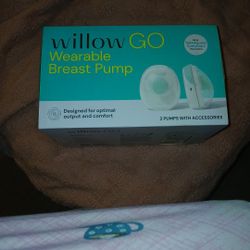 willow GO
Wearable
Breast Pump
Designed for optimal
output and comfort
2 PUMPS WITH ACCESSORIES